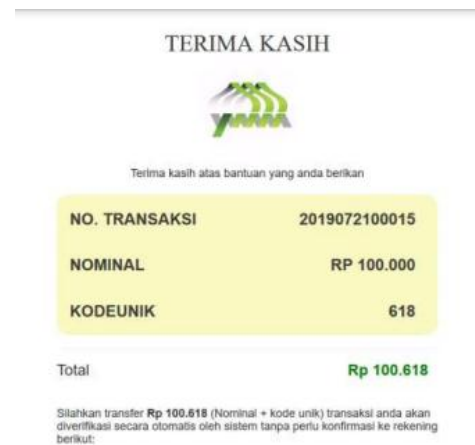 TERIMA KASIH
Terima kasih atas bantuan yang anda berikan
NO. TRANSAKSI 2019072100015
NOMINAL RP 100.000
KODEUNIK 618
Total Rp 100.618
Silahkan transfer Rp 100.618 (Nominal + kode unik) transaksi anda akan
diverifikasi secara otomatis oleh sistem tanpa perlu konfirmasi ke rekening
berikut: